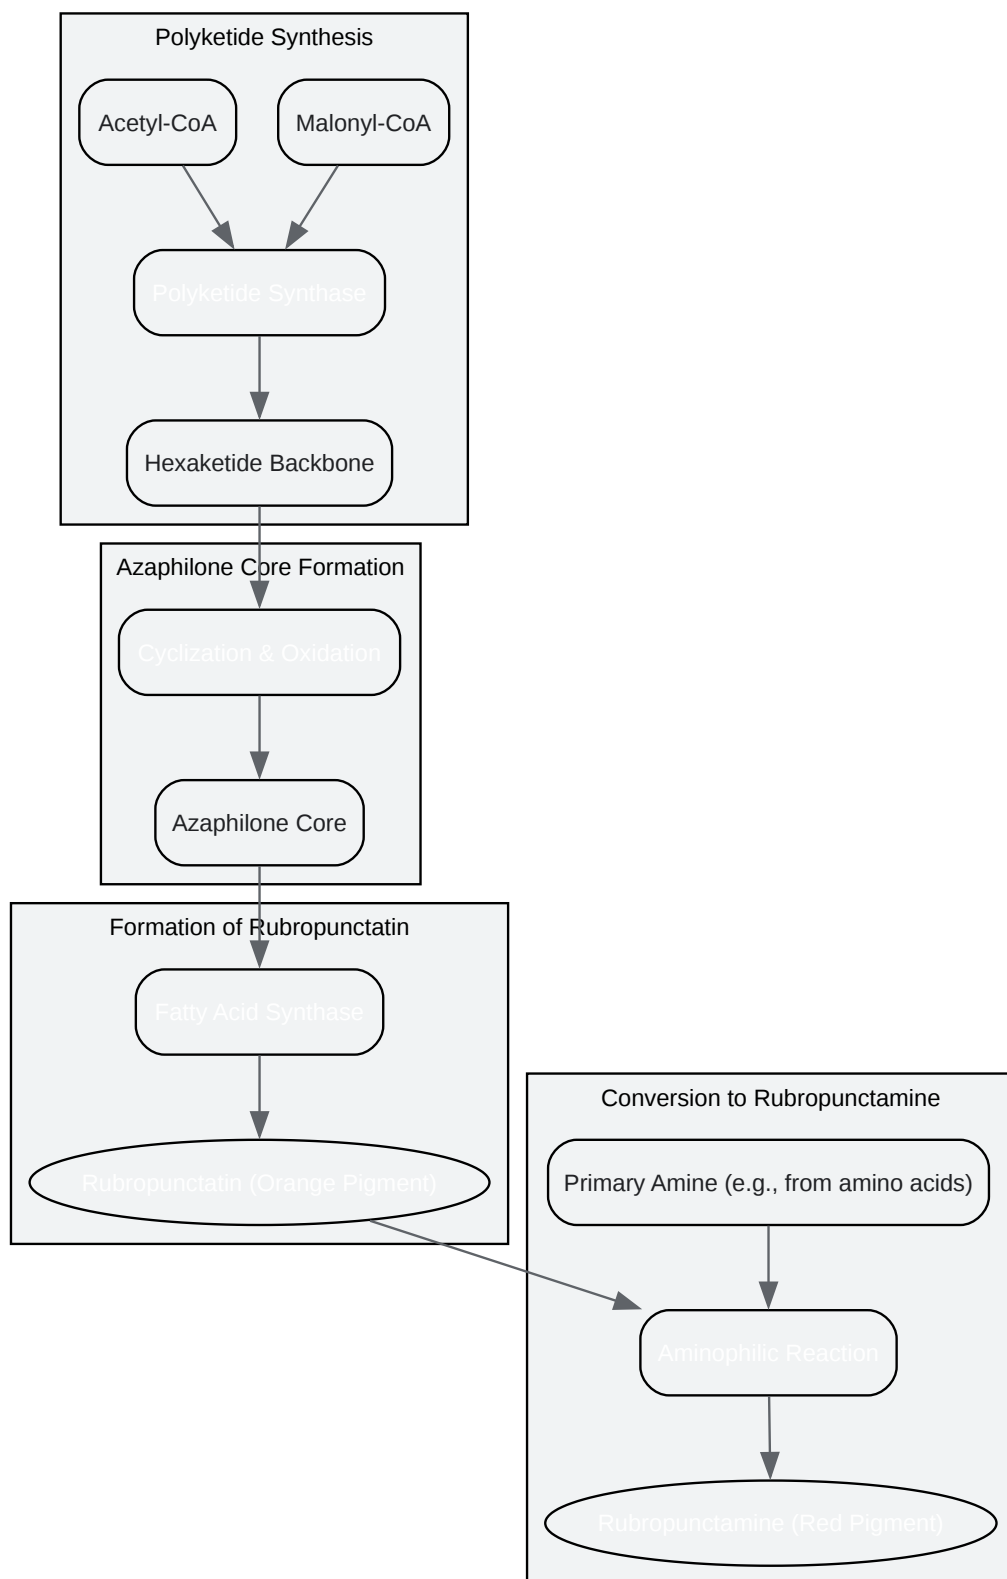 Polyketide Synthesis
Acetyl-CoA
Malonyl-CoA
Polyketide Synthase
Hexaketide Backbone
Azaphilone Core Formation
Cyclization & Oxidation
Azaphilone Core
Formation of Rubropunctatin
Fatty Acid Synthase
Rubropunctatin (Orange Pigment)
Conversion to Rubropunctamine
Primary Amine (e.g., from amino acids)
Aminophilic Reaction
Rubropunctamine (Red Pigment)